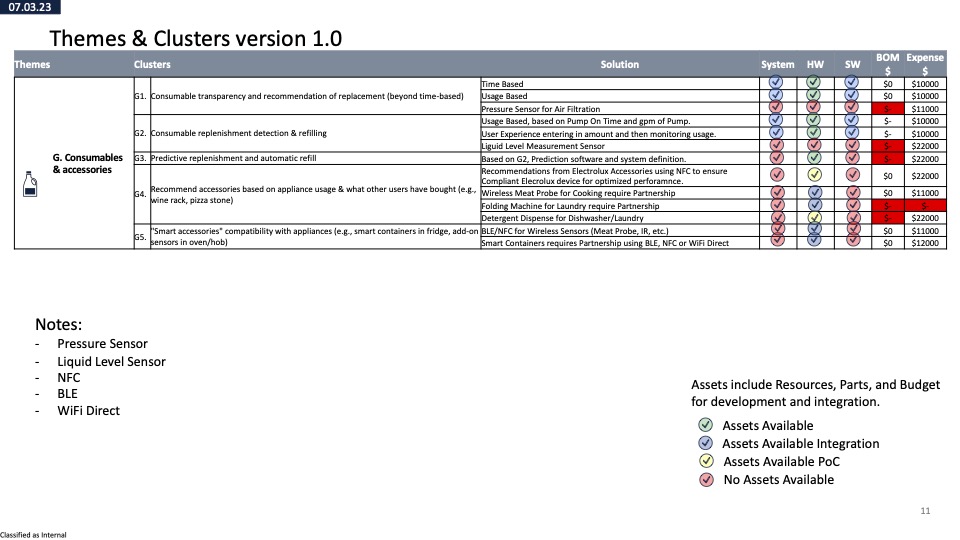 07.03.23
Themes & Clusters version 1.0
Themes Clusters Solution System HW SW BOM $ Expense $
G. Consumables & accessories
G1. Consumable transparency and recommendation of replacement (beyond time-based)
Time Based $0 $10000
Usage Based $0 $10000
Pressure Sensor for Air Filtration $- $11000
G2. Consumable replenishment detection & refilling
Usage Based, based on Pump On Time and gpm of Pump. $- $10000
User Experience entering in amount and then monitoring usage. $- $10000
Liguid Level Measurement Sensor $- $22000
G3. Predictive replenishment and automatic refill
Based on G2, Prediction software and system definition. $- $22000
G4. Recommend accessories based on appliance usage & what other users have bought (e.g., wine rack, pizza stone)
Recommendations from Electrolux Accessories using NFC to ensure
Compliant Elecrolux device for optimized perforamnce. $0 $22000
Wireless Meat Probe for Cooking require Partnership $0 $11000
Folding Machine for Laundry require Partnership $- $-
Detergent Dispense for Dishwasher/Laundry $- $22000
G5. "Smart accessories" compatibility with appliances (e.g., smart containers in fridge, add-on sensors in oven/hob)
BLE/NFC for Wireless Sensors (Meat Probe, IR, etc.) $0 $11000
Smart Containers requires Partnership using BLE, NFC or WiFi Direct $0 $12000
Notes:
- Pressure Sensor
- Liquid Level Sensor
- NFC
- BLE
- WiFi Direct
Assets include Resources, Parts, and Budget
for development and integration.
Assets Available
Assets Available Integration
Assets Available PoC
No Assets Available
11
Classified as Internal